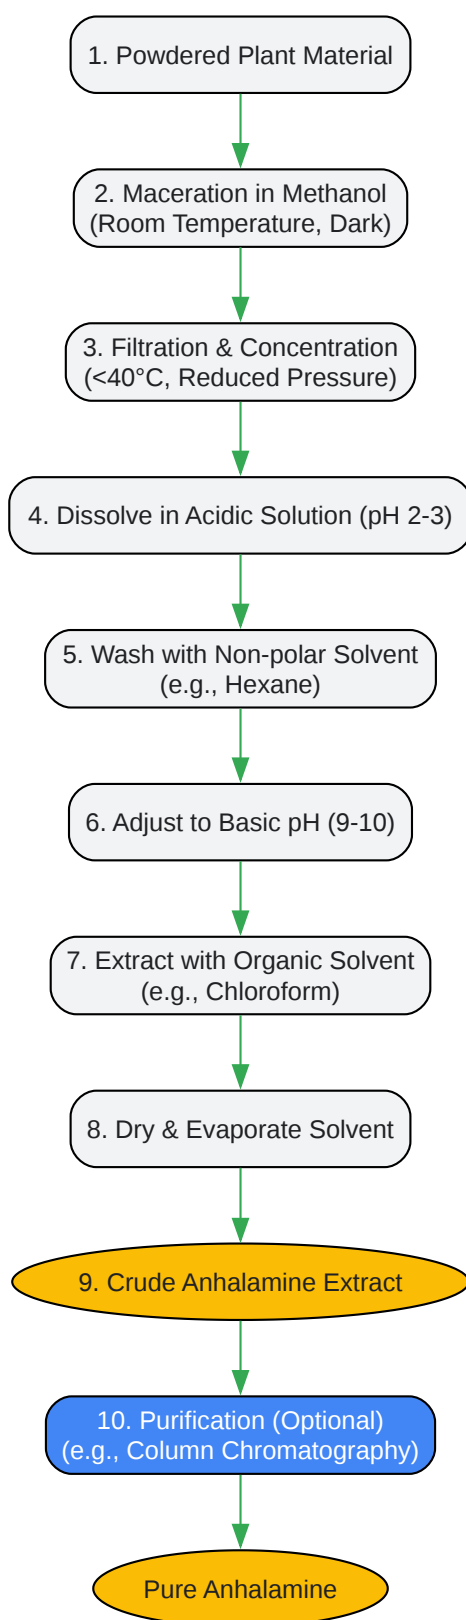 1. Powdered Plant Material
2. Maceration in Methanol
(Room Temperature, Dark)
3. Filtration & Concentration
(<40°C, Reduced Pressure)
4. Dissolve in Acidic Solution (pH 2-3)
5. Wash with Non-polar Solvent
(e.g., Hexane)
6. Adjust to Basic pH (9-10)
7. Extract with Organic Solvent
(e.g., Chloroform)
8. Dry & Evaporate Solvent
9. Crude Anhalamine Extract
10. Purification (Optional)
(e.g., Column Chromatography)
Pure Anhalamine